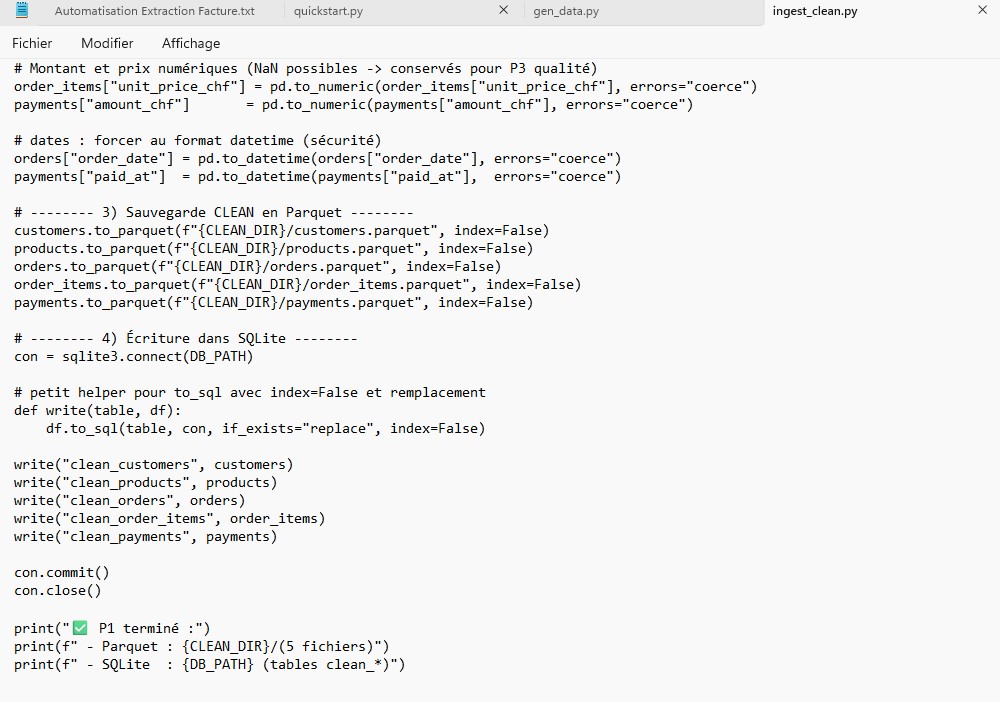 Automatisation Extraction Facture.txt quickstart.py gen_data.py ingest_clean.py
Fichier Modifier Affichage
# Montant et prix numériques (NaN possibles -> conservés pour P3 qualité)
order_items["unit_price_chf"] = pd.to_numeric(order_items["unit_price_chf"], errors="coerce")
payments["amount_chf"]       = pd.to_numeric(payments["amount_chf"], errors="coerce")
# dates : forcer au format datetime (sécurité)
orders["order_date"] = pd.to_datetime(orders["order_date"], errors="coerce")
payments["paid_at"]  = pd.to_datetime(payments["paid_at"],  errors="coerce")
# -------- 3) Sauvegarde CLEAN en Parquet --------
customers.to_parquet(f"{CLEAN_DIR}/customers.parquet", index=False)
products.to_parquet(f"{CLEAN_DIR}/products.parquet", index=False)
orders.to_parquet(f"{CLEAN_DIR}/orders.parquet", index=False)
order_items.to_parquet(f"{CLEAN_DIR}/order_items.parquet", index=False)
payments.to_parquet(f"{CLEAN_DIR}/payments.parquet", index=False)
# -------- 4) Écriture dans SQLite --------
con = sqlite3.connect(DB_PATH)
# petit helper pour to_sql avec index=False et remplacement
def write(table, df):
    df.to_sql(table, con, if_exists="replace", index=False)
write("clean_customers", customers)
write("clean_products", products)
write("clean_orders", orders)
write("clean_order_items", order_items)
write("clean_payments", payments)
con.commit()
con.close()
print("✅ P1 terminé :")
print(f" - Parquet : {CLEAN_DIR}/(5 fichiers)")
print(f" - SQLite  : {DB_PATH} (tables clean_*)")